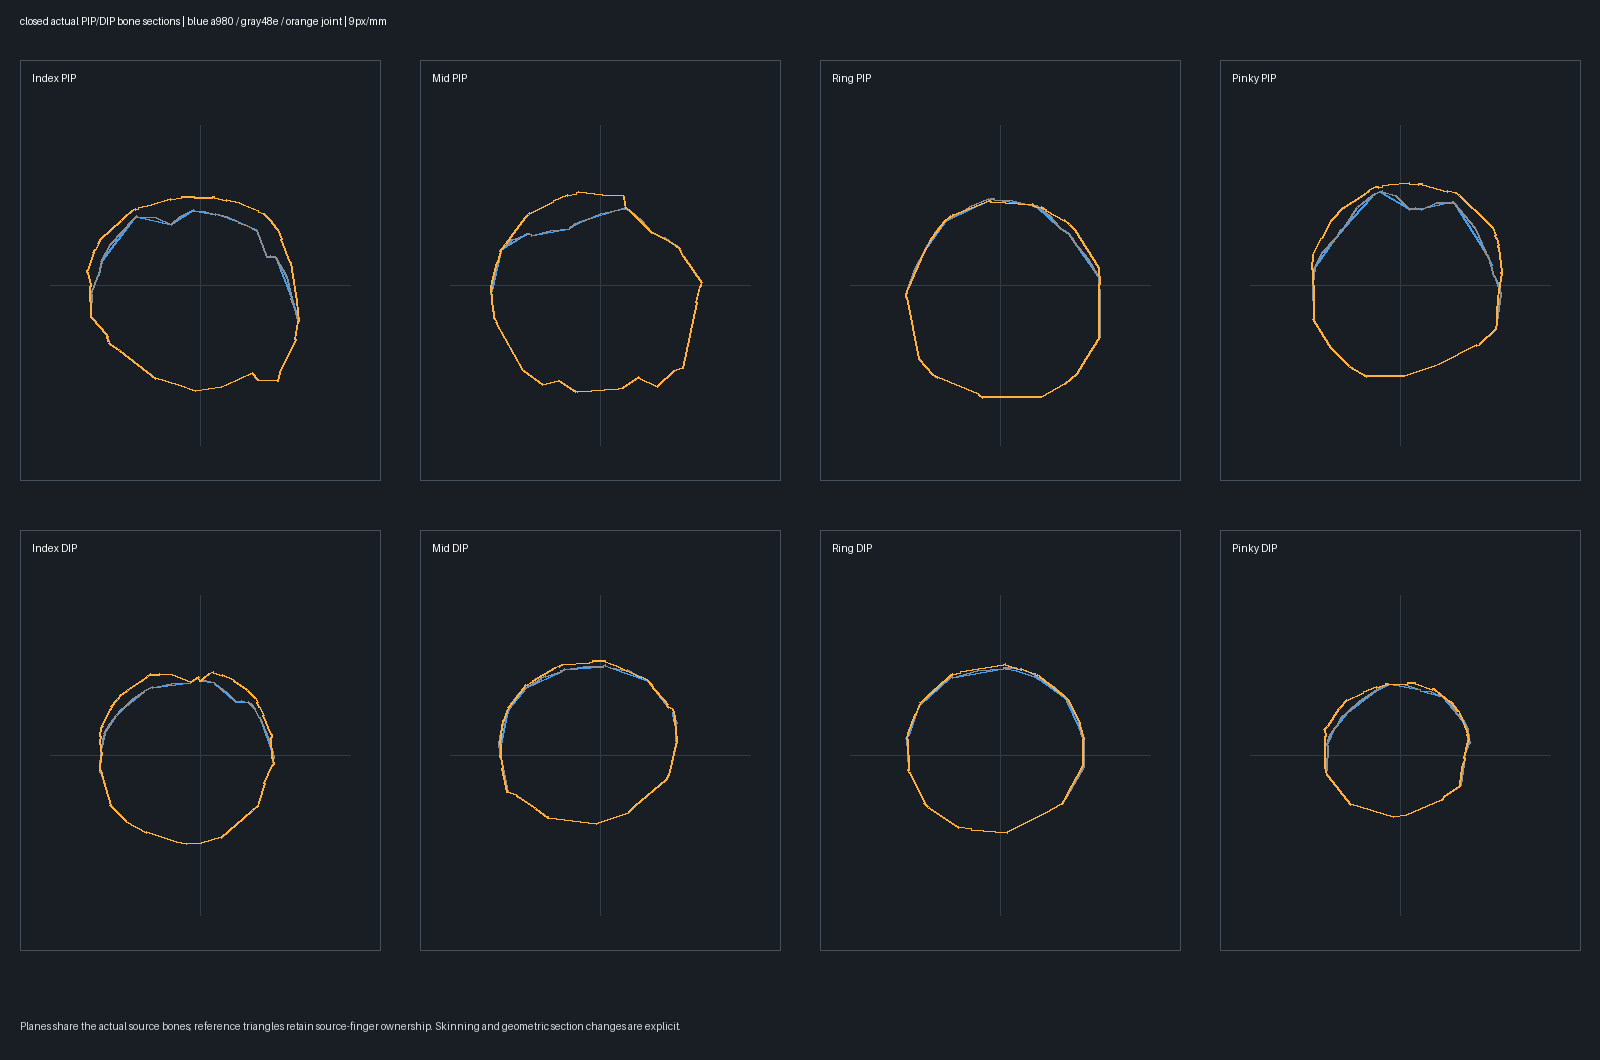 closed actual PIP/DIP bone sections | blue a980 / gray48e / orange joint | 9px/mm
Index PIP
Mid PIP
Ring PIP
Pinky PIP
Index DIP
Mid DIP
Ring DIP
Pinky DIP
Planes share the actual source bones; reference triangles retain source-finger ownership. Skinning and geometric section changes are explicit.